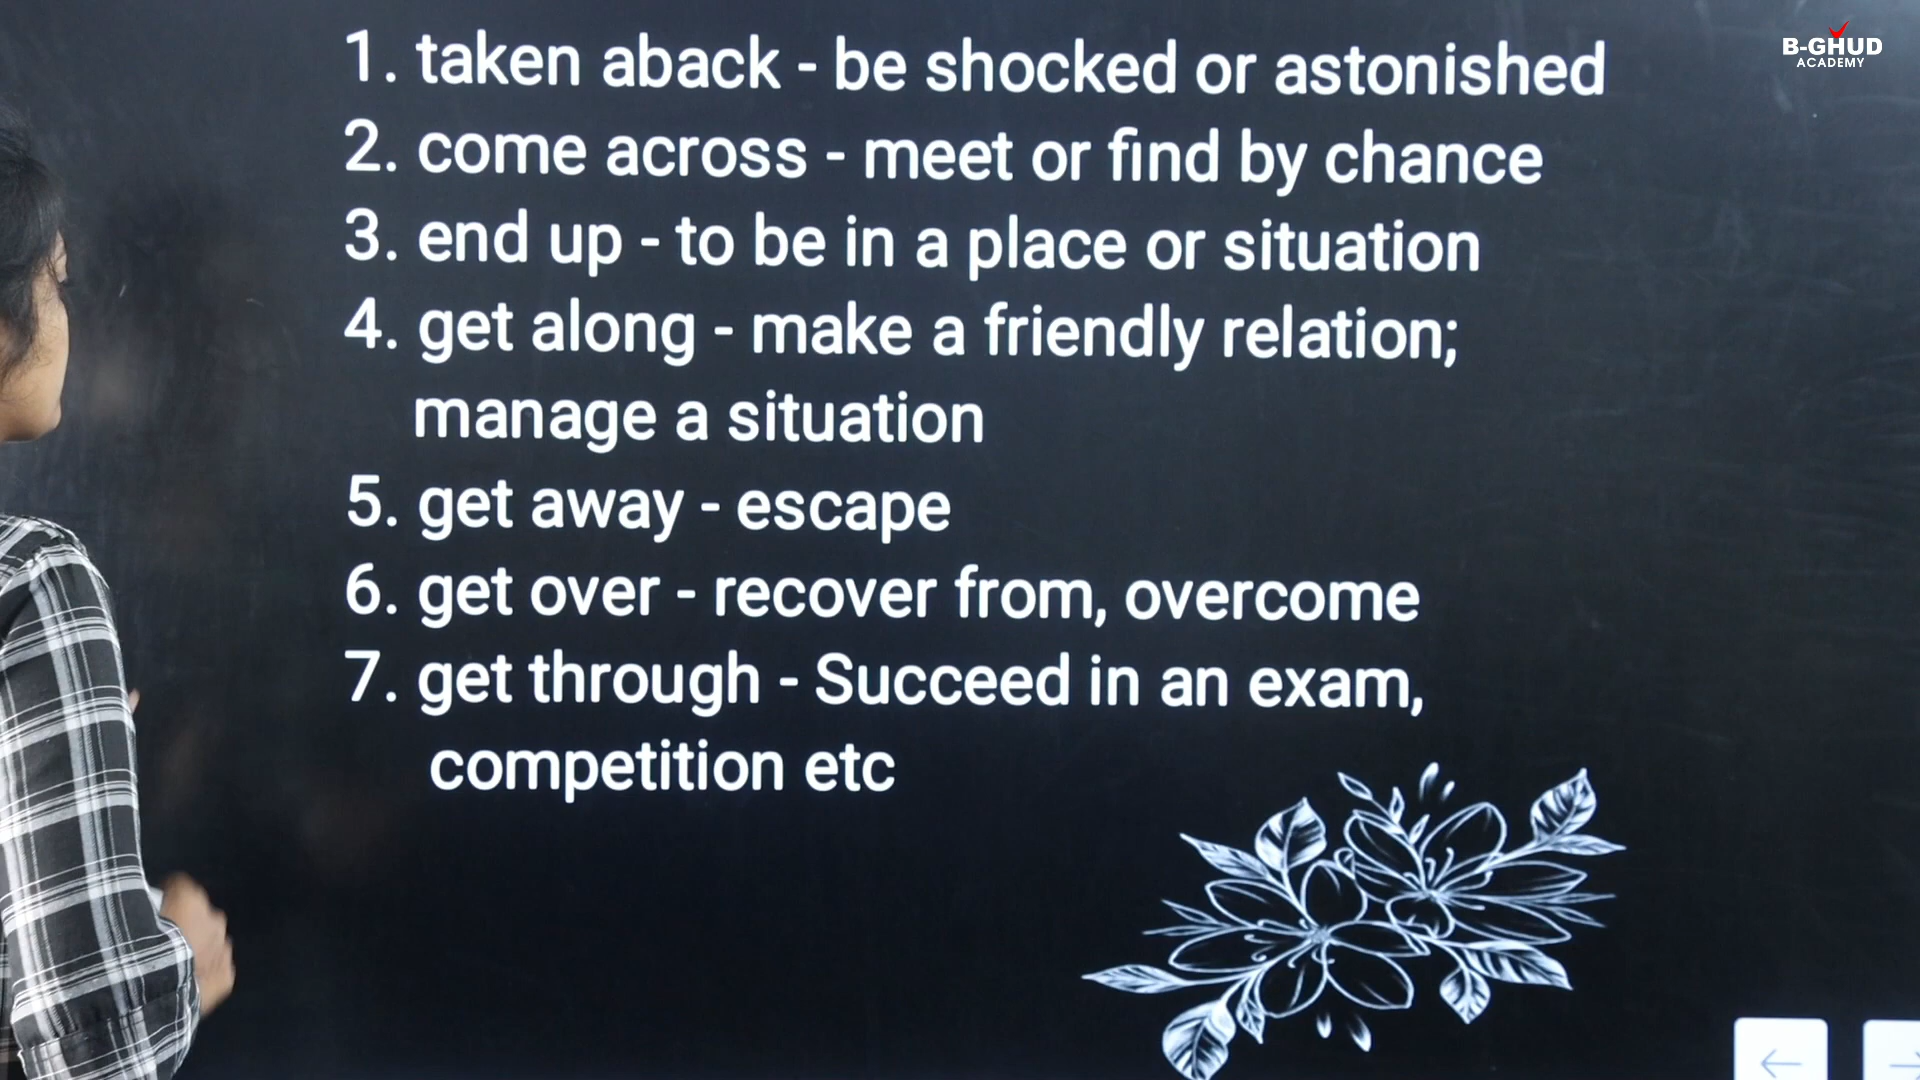 1. taken aback - be shocked or astonished
2. come across - meet or find by chance
3. end up - to be in a place or situation
4. get along - make a friendly relation;
manage a situation
5. get away - escape
6. get over - recover from, overcome
7. get through - Succeed in an exam,
competition etc
B-GHUD
ACADEMY